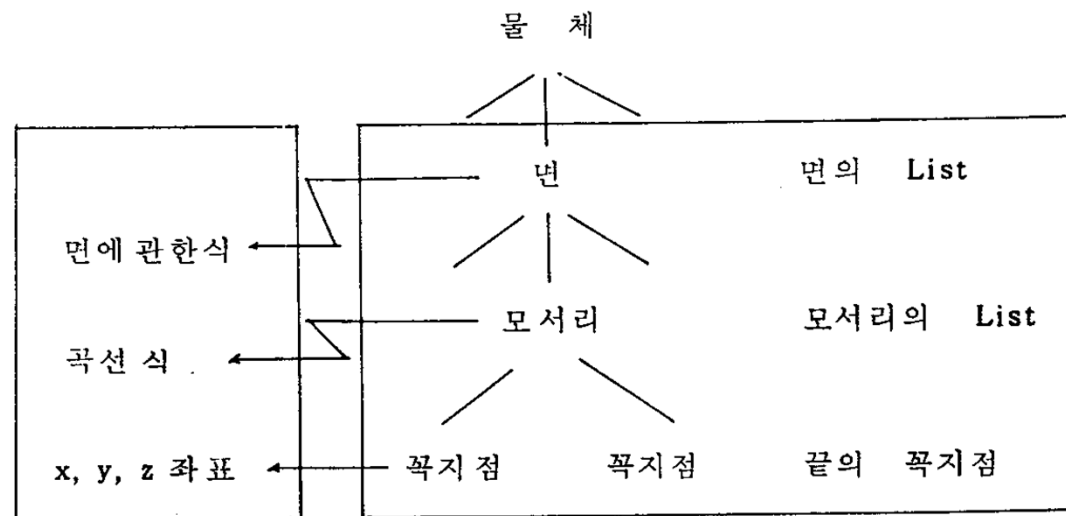 물 체
면 면의 List
면에 관한식
모서리 모서리의 List
곡선 식
x, y, z 좌표 꼭지점 꼭지점 끝의 꼭지점